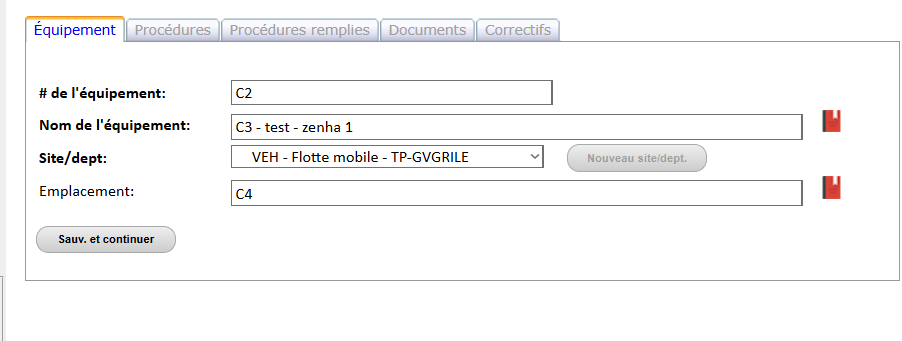 Équipement Procédures Procédures remplies Documents Correctifs
# de l'équipement: C2
Nom de l'équipement: C3 - test - zenha 1
Site/dept: VEH - Flotte mobile - TP-GVGRILE Nouveau site/dept.
Emplacement: C4
Sauv. et continuer